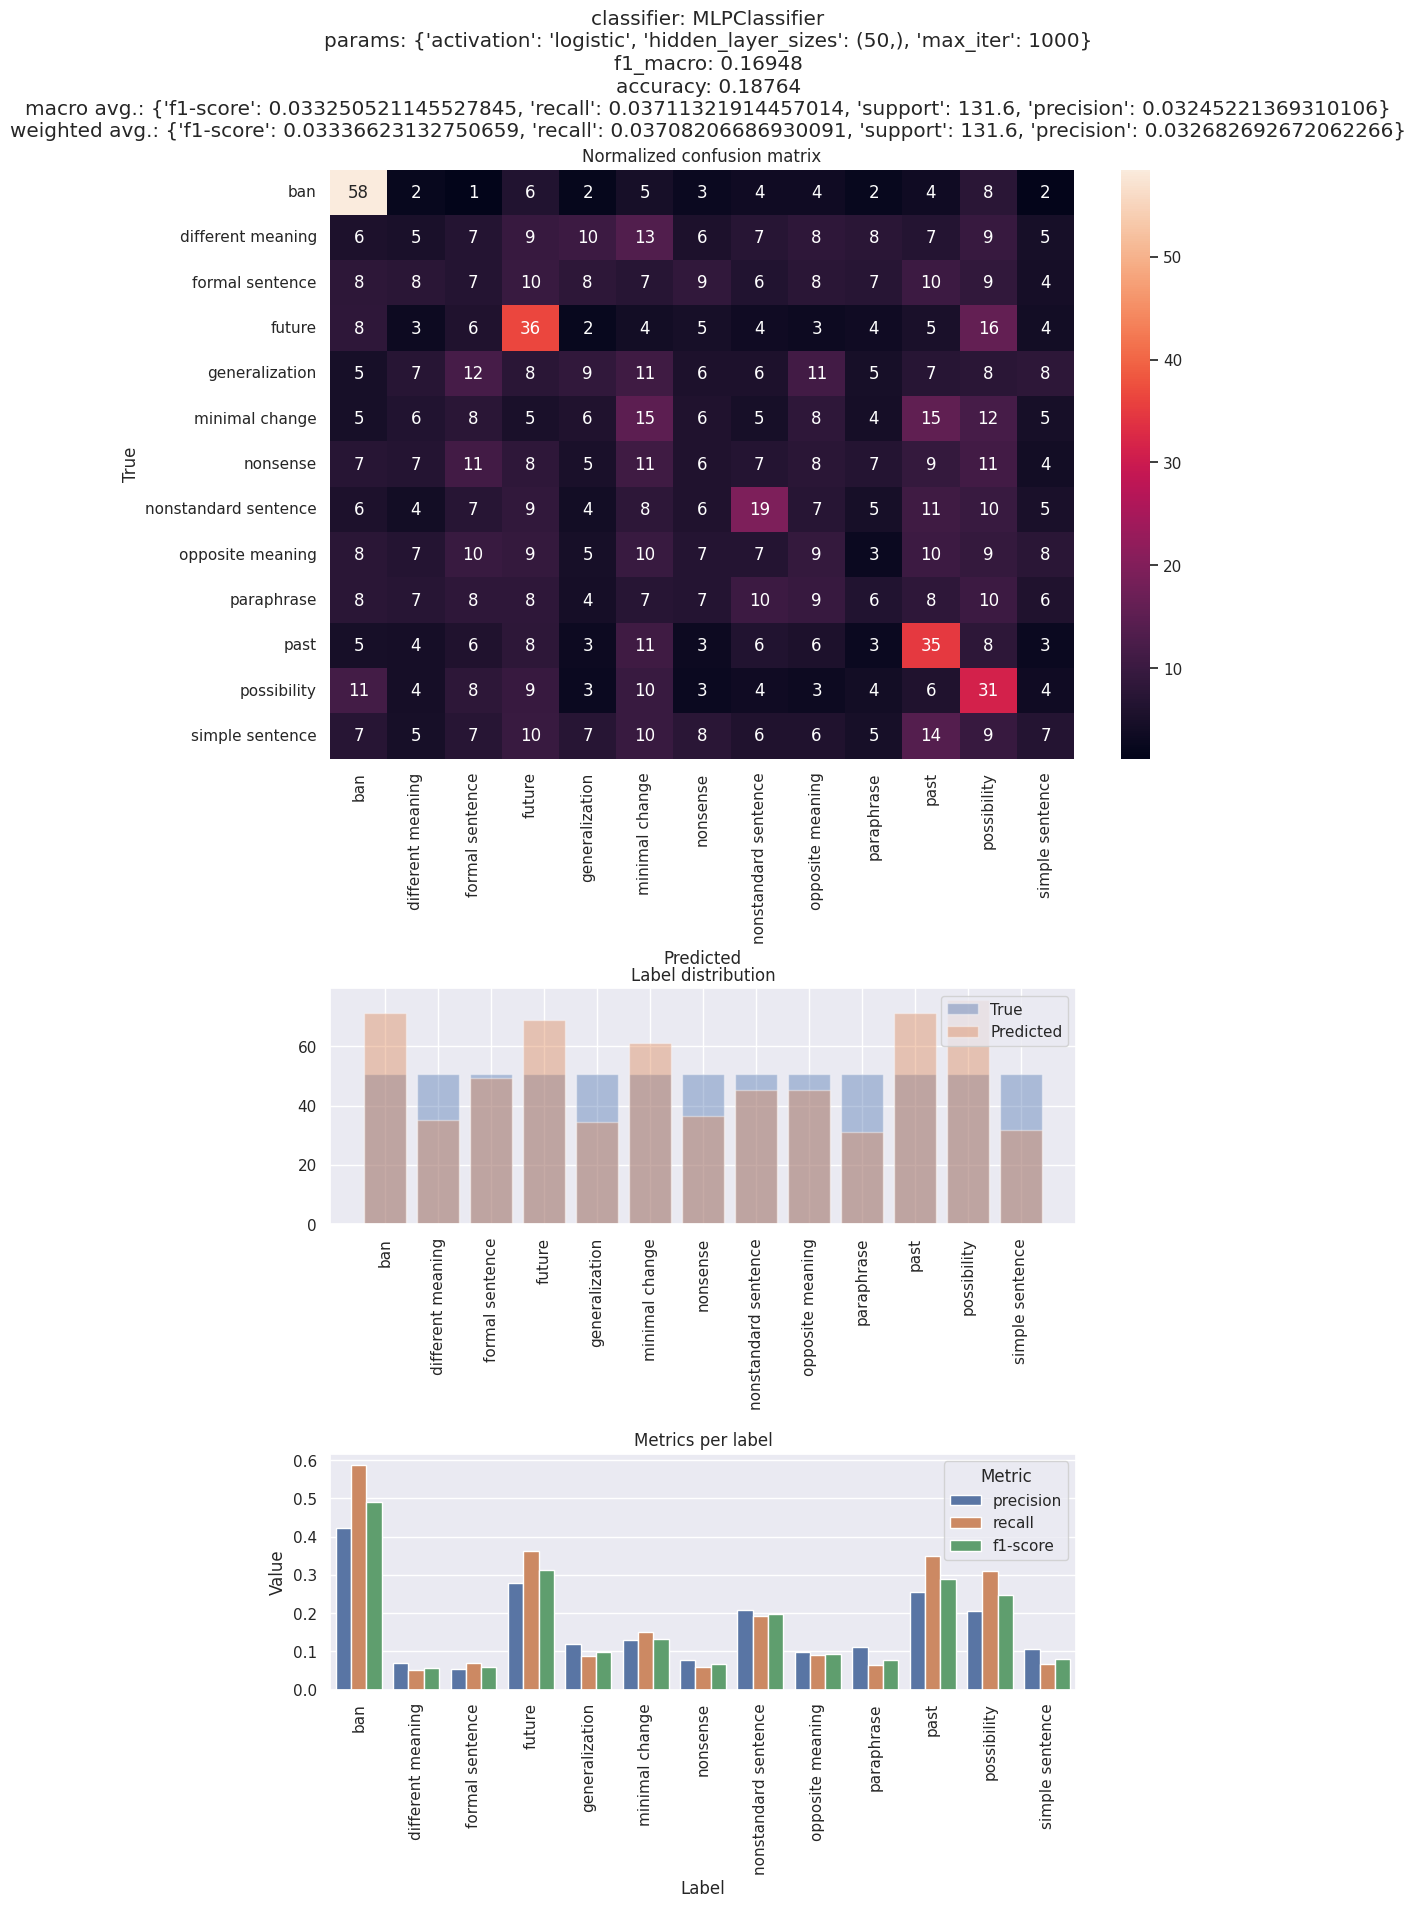 classifier: MLPClassifier
params: {'activation': 'logistic', 'hidden_layer_sizes': (50,), 'max_iter': 1000}
f1_macro: 0.16948
accuracy: 0.18764
macro avg.: {'f1-score': 0.033250521145527845, 'recall': 0.03711321914457014, 'support': 131.6, 'precision': 0.03245221369310106}
weighted avg.: {'f1-score': 0.03336623132750659, 'recall': 0.03708206686930091, 'support': 131.6, 'precision': 0.032682692672062266}
Normalized confusion matrix
True
ban 58 2 1 6 2 5 3 4 4 2 4 8 2
different meaning 6 5 7 9 10 13 6 7 8 8 7 9 5
formal sentence 8 8 7 10 8 7 9 6 8 7 10 9 4
future 8 3 6 36 2 4 5 4 3 4 5 16 4
generalization 5 7 12 8 9 11 6 6 11 5 7 8 8
minimal change 5 6 8 5 6 15 6 5 8 4 15 12 5
nonsense 7 7 11 8 5 11 6 7 8 7 9 11 4
nonstandard sentence 6 4 7 9 4 8 6 19 7 5 11 10 5
opposite meaning 8 7 10 9 5 10 7 7 9 3 10 9 8
paraphrase 8 7 8 8 4 7 7 10 9 6 8 10 6
past 5 4 6 8 3 11 3 6 6 3 35 8 3
possibility 11 4 8 9 3 10 3 4 3 4 6 31 4
simple sentence 7 5 7 10 7 10 8 6 6 5 14 9 7
50
40
30
20
10
ban
different meaning
formal sentence
future
generalization
minimal change
nonsense
nonstandard sentence
opposite meaning
paraphrase
past
possibility
simple sentence
Predicted
Label distribution
True
Predicted
60
40
20
0
ban
different meaning
formal sentence
future
generalization
minimal change
nonsense
nonstandard sentence
opposite meaning
paraphrase
past
possibility
simple sentence
Metrics per label
Metric
precision
recall
f1-score
Value
0.6
0.5
0.4
0.3
0.2
0.1
0.0
ban
different meaning
formal sentence
future
generalization
minimal change
nonsense
nonstandard sentence
opposite meaning
paraphrase
past
possibility
simple sentence
Label